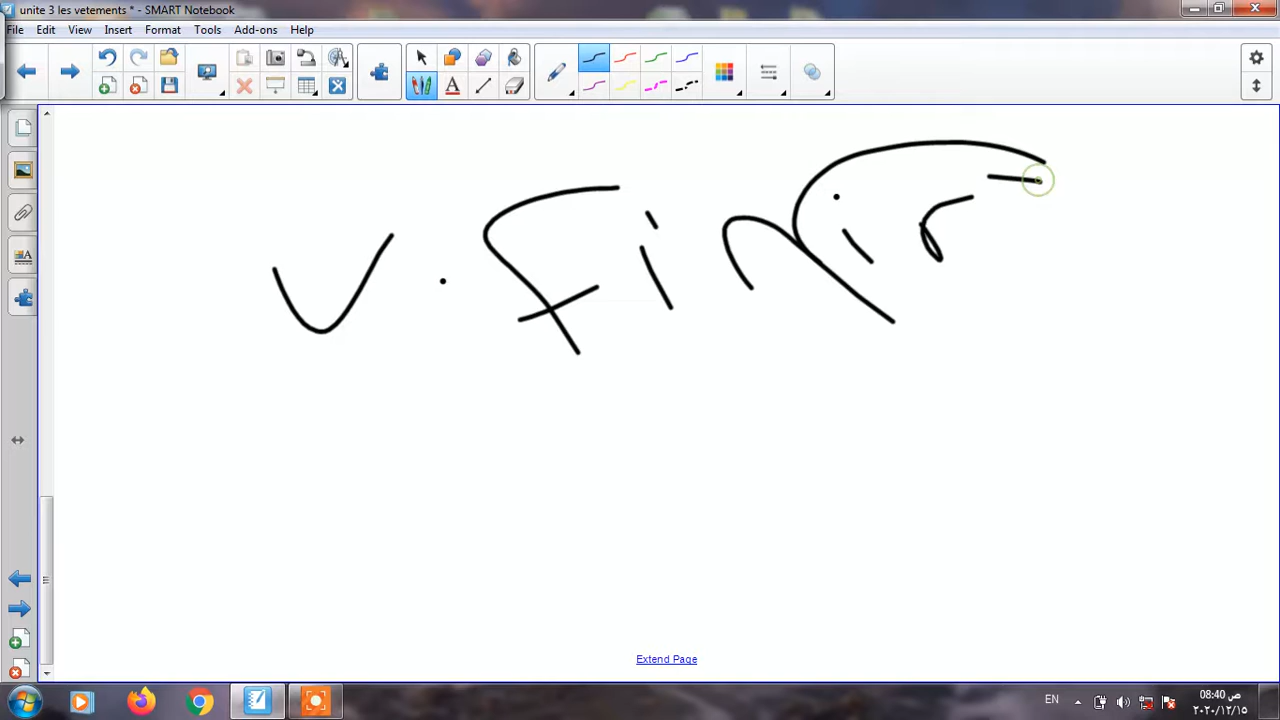 unite 3 les vetements * - SMART Notebook
File Edit View Insert Format Tools Add-ons Help
v. finir -
Extend Page
EN
08:40 ص
٢٠٢٠/١٢/١٥